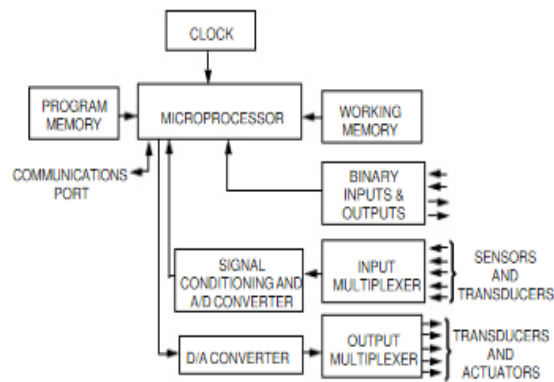 CLOCK
PROGRAM
MEMORY
MICROPROCESSOR
WORKING
MEMORY
COMMUNICATIONS
PORT
BINARY
INPUTS &
OUTPUTS
SIGNAL
CONDITIONING AND
A/D CONVERTER
INPUT
MULTIPLEXER
SENSORS
AND
TRANSDUCERS
D/A CONVERTER
OUTPUT
MULTIPLEXER
TRANSDUCERS
AND
ACTUATORS